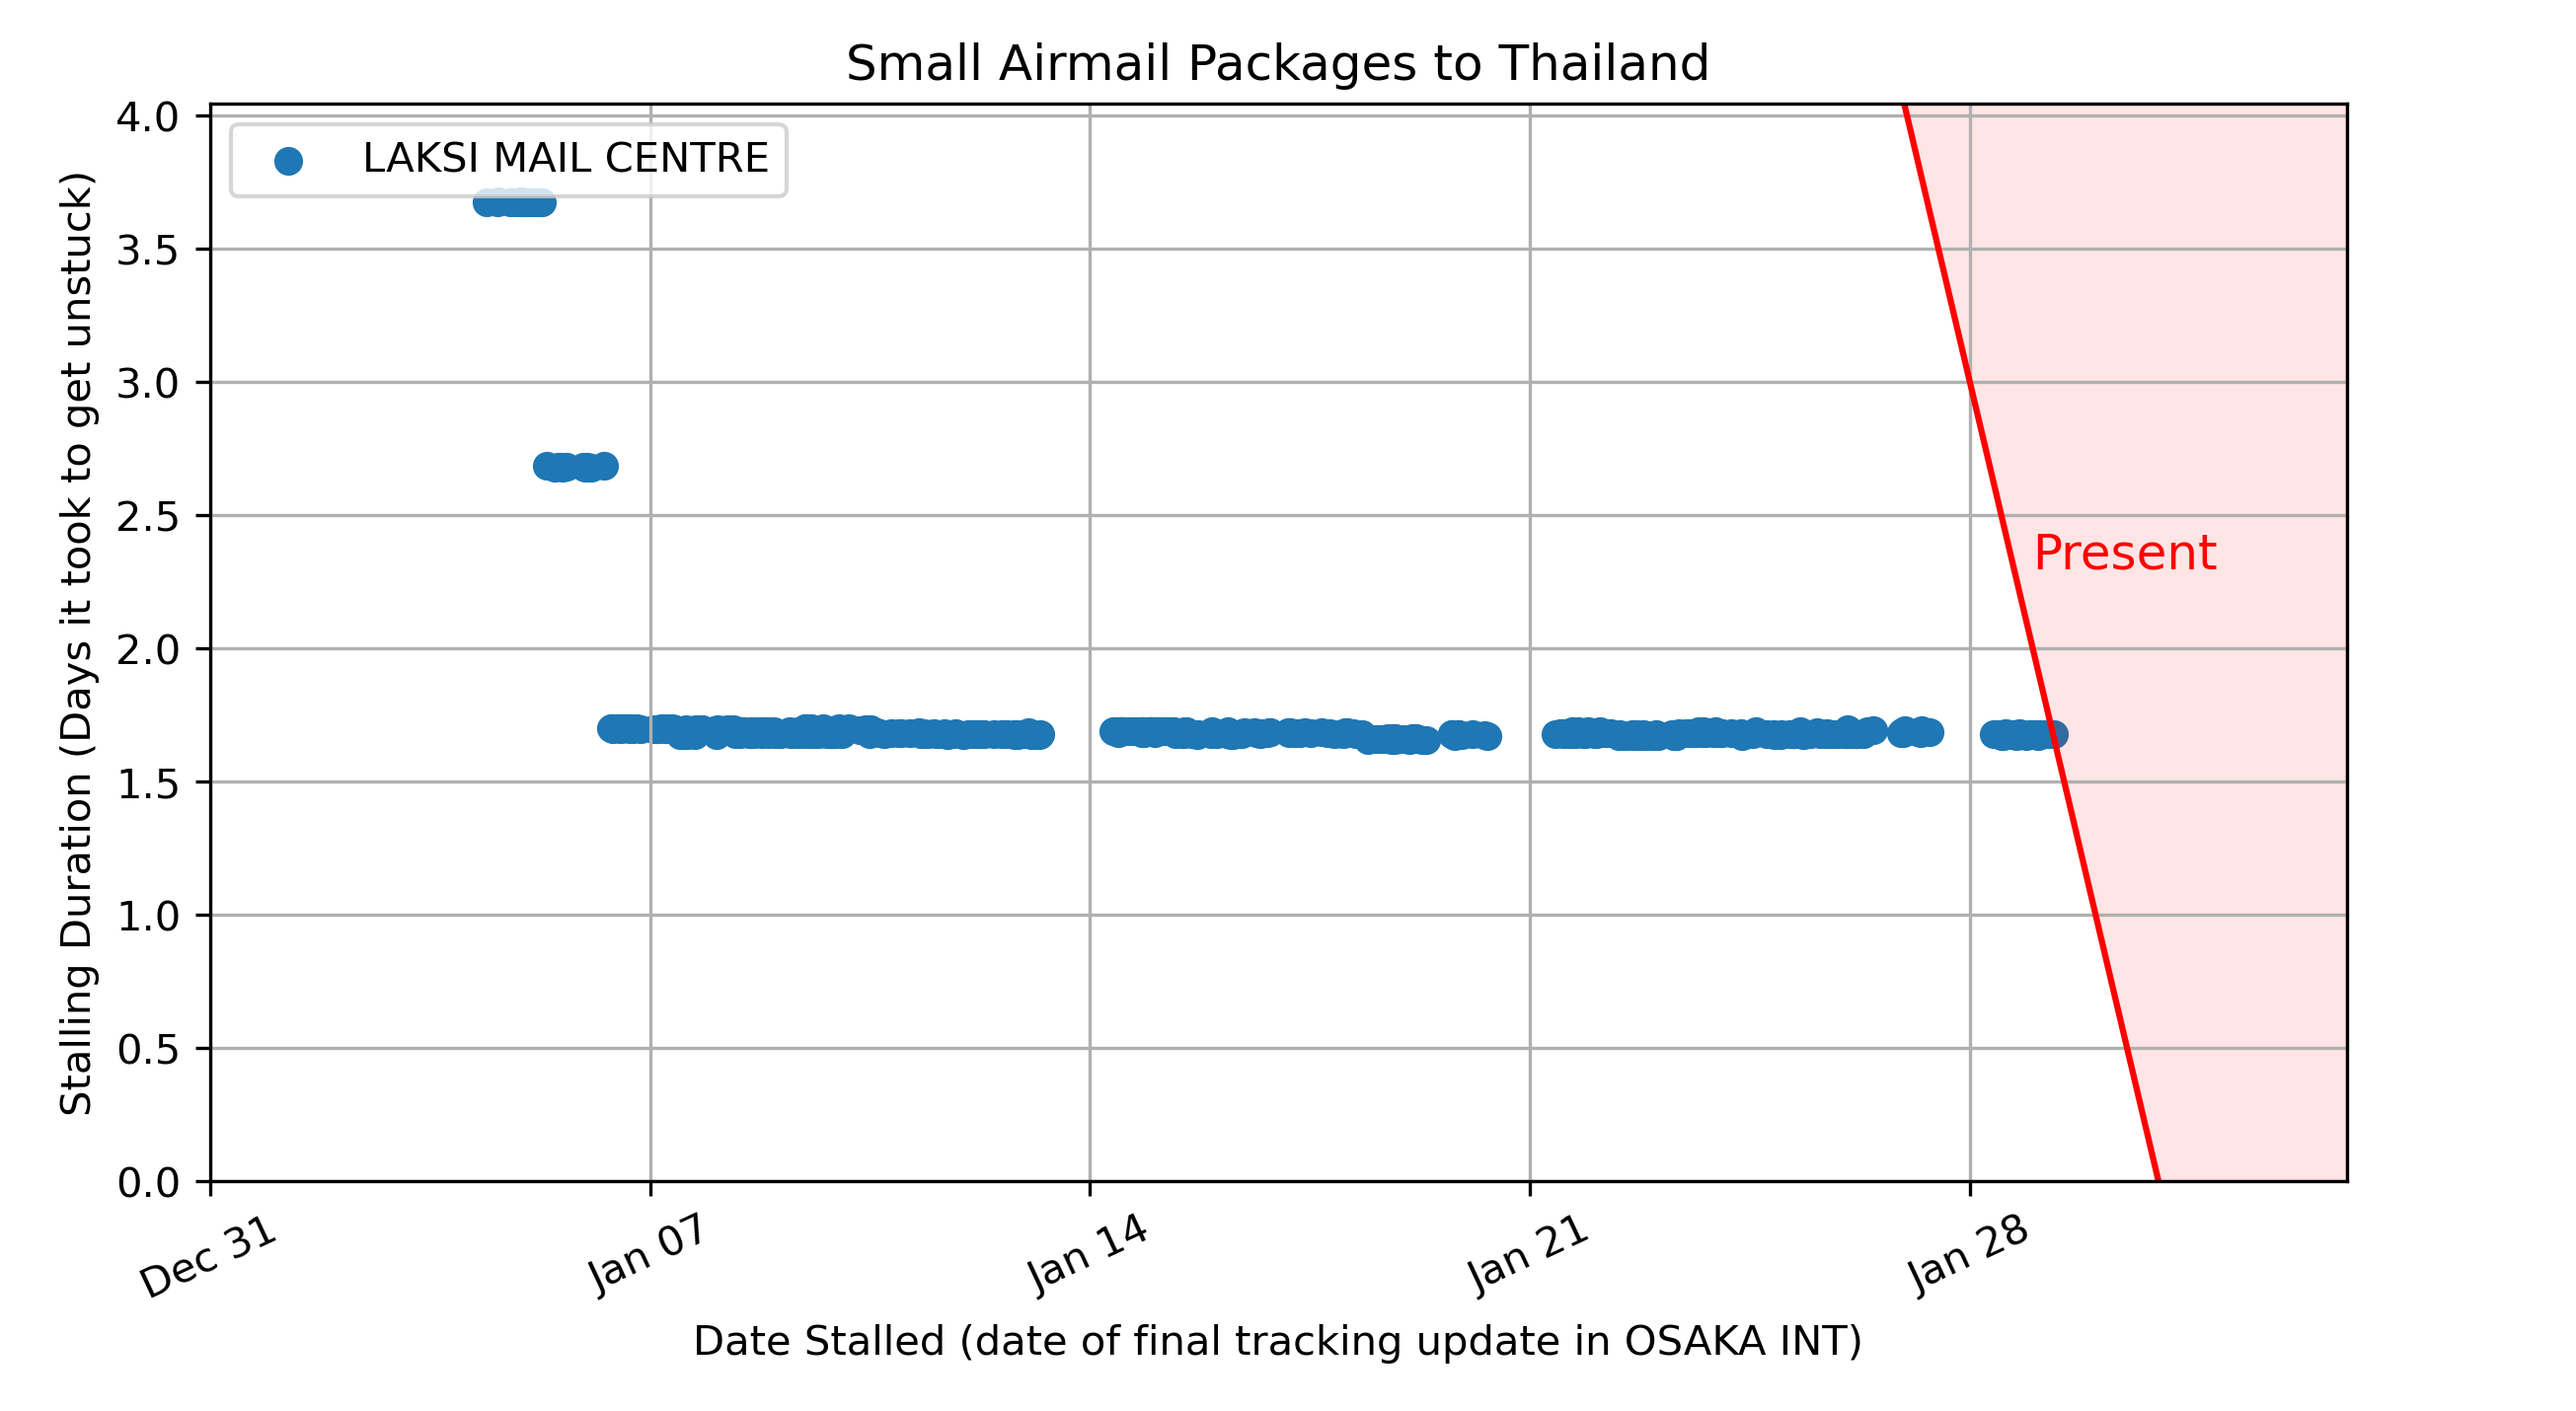 Small Airmail Packages to Thailand
LAKSI MAIL CENTRE
Stalling Duration (Days it took to get unstuck)
4.0
3.5
3.0
2.5
2.0
1.5
1.0
0.5
0.0
Present
Dec 31
Jan 07
Jan 14
Jan 21
Jan 28
Date Stalled (date of final tracking update in OSAKA INT)